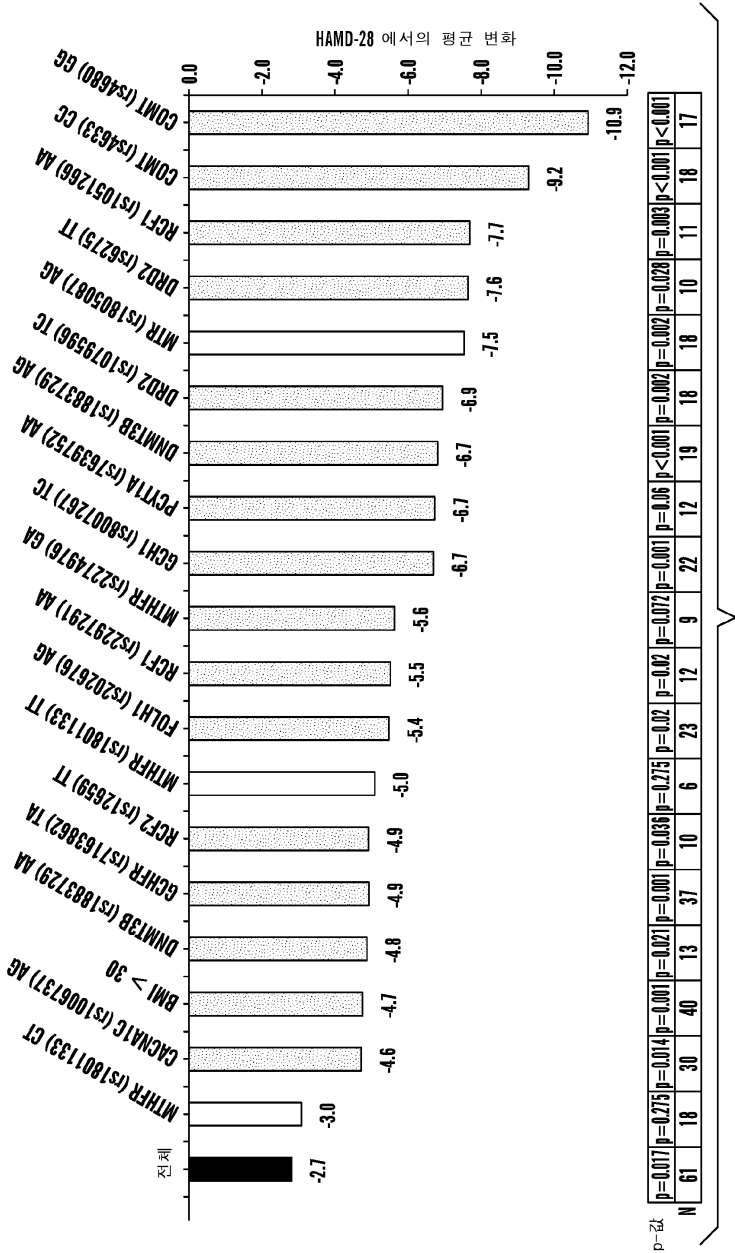 HAMD-28 에서의 평균 변화
0.0
-2.0
-4.0
-6.0
-8.0
-10.0
-12.0
전체
MTHFR (rs1801133) CT
CACNA1C (rs1006737) AG
BMI > 30
DNMT3B (rs1883729) AA
GCHFR (rs7163862) TA
RCF2 (rs12659) TT
MTHFR (rs1801133) TT
FOLH1 (rs202676) AG
RCF1 (rs2297291) AA
MTHFR (rs2274976) GA
GCH1 (rs8007267) TC
PCYT1A (rs7639752) AA
DNMT3B (rs1883729) AG
DRD2 (rs1079596) TC
MTR (rs1805087) AG
DRD2 (rs6275) TT
RCF1 (rs1051266) AA
COMT (rs4633) CC
COMT (rs4680) GG
-2.7
-3.0
-4.6
-4.7
-4.8
-4.9
-4.9
-5.0
-5.4
-5.5
-5.6
-6.7
-6.7
-6.7
-6.9
-7.5
-7.6
-7.7
-9.2
-10.9
p-값 p=0.017 p=0.275 p=0.014 p=0.001 p=0.021 p=0.001 p=0.036 p=0.275 p=0.02 p=0.02 p=0.072 p=0.001 p=0.06 p<0.001 p=0.002 p=0.002 p=0.028 p=0.003 p<0.001 p<0.001
N 61 18 30 40 13 37 10 6 23 12 9 22 12 19 18 18 10 11 18 17